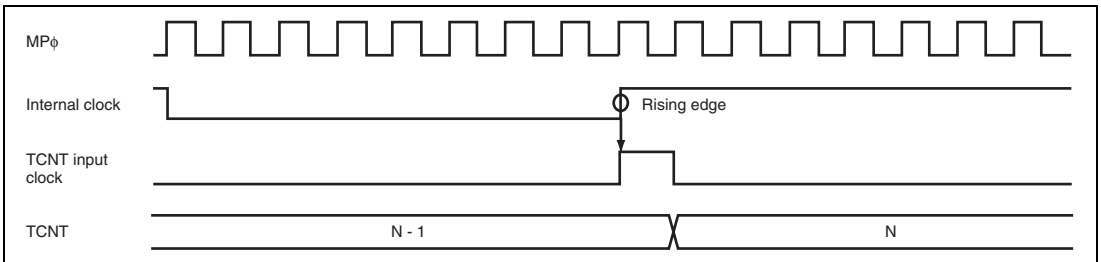 MPϕ
Internal clock
Rising edge
TCNT input
clock
TCNT
N - 1
N